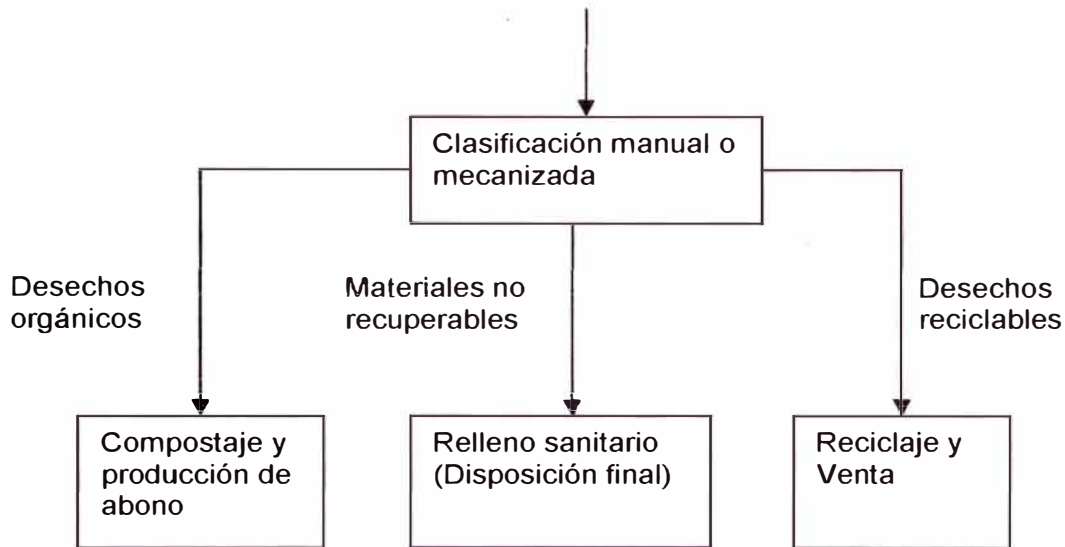 Clasificación manual o
mecanizada
Desechos
orgánicos
Materiales no
recuperables
Desechos
reciclables
Compostaje y
producción de
abono
Relleno sanitario
(Disposición final)
Reciclaje y
Venta